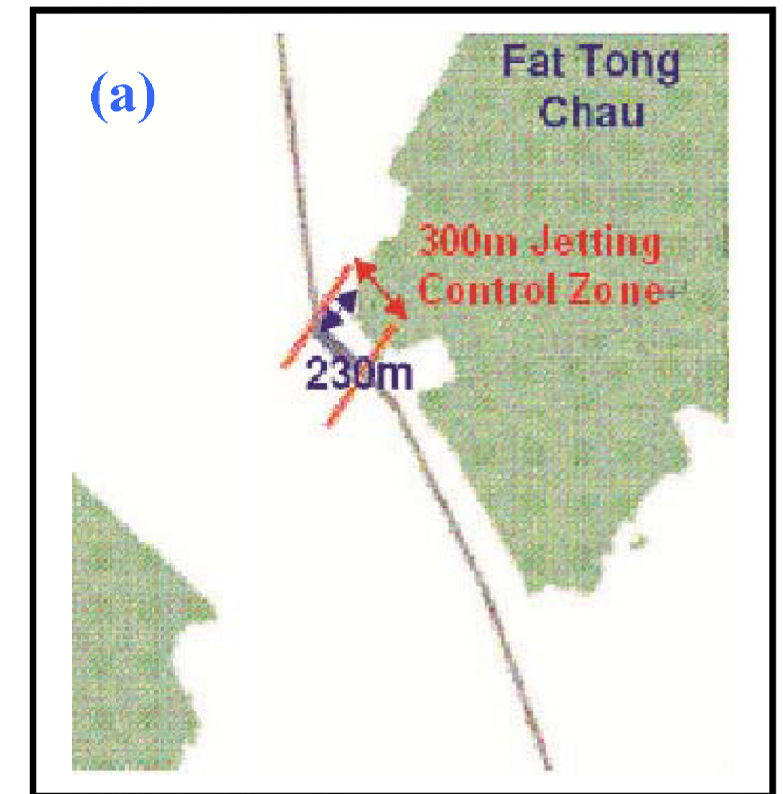 (a)
Fat Tong
Chau
300m Jetting
Control Zone↵
230m